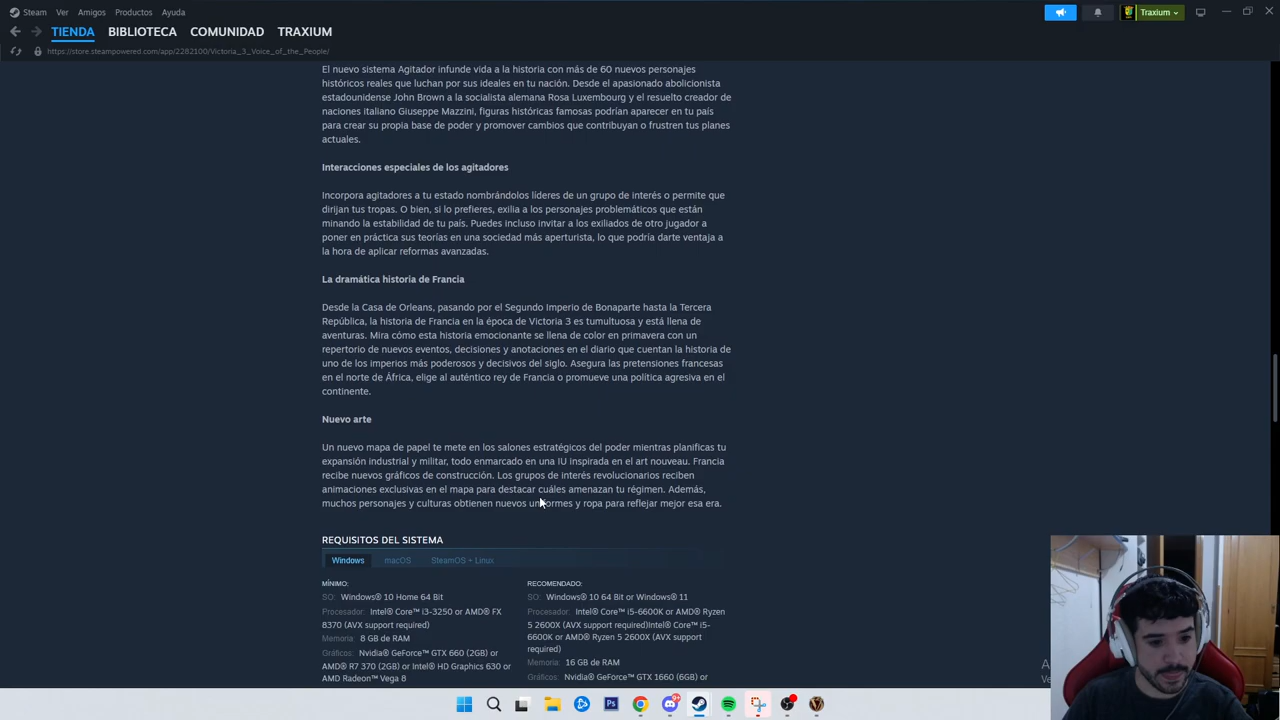 Steam Ver Amigos Productos Ayuda
Traxium
TIENDA BIBLIOTECA COMUNIDAD TRAXIUM
https://store.steampowered.com/app/2282100/Victoria_3_Voice_of_the_People/
El nuevo sistema Agitador infunde vida a la historia con más de 60 nuevos personajes
históricos reales que luchan por sus ideales en tu nación. Desde el apasionado abolicionista
estadounidense John Brown a la socialista alemana Rosa Luxembourg y el resuelto creador de
naciones italiano Giuseppe Mazzini, figuras históricas famosas podrían aparecer en tu país
para crear su propia base de poder y promover cambios que contribuyan o frustren tus planes
actuales.
Interacciones especiales de los agitadores
Incorpora agitadores a tu estado nombrándolos líderes de un grupo de interés o permite que
dirijan tus tropas. O bien, si lo prefieres, exilia a los personajes problemáticos que están
minando la estabilidad de tu país. Puedes incluso invitar a los exiliados de otro jugador a
poner en práctica sus teorías en una sociedad más aperturista, lo que podría darte ventaja a
la hora de aplicar reformas avanzadas.
La dramática historia de Francia
Desde la Casa de Orleans, pasando por el Segundo Imperio de Bonaparte hasta la Tercera
República, la historia de Francia en la época de Victoria 3 es tumultuosa y está llena de
aventuras. Mira cómo esta historia emocionante se llena de color en primavera con un
repertorio de nuevos eventos, decisiones y anotaciones en el diario que cuentan la historia de
uno de los imperios más poderosos y decisivos del siglo. Asegura las pretensiones francesas
en el norte de África, elige al auténtico rey de Francia o promueve una política agresiva en el
continente.
Nuevo arte
Un nuevo mapa de papel te mete en los salones estratégicos del poder mientras planificas tu
expansión industrial y militar, todo enmarcado en una IU inspirada en el art nouveau. Francia
recibe nuevos gráficos de construcción. Los grupos de interés revolucionarios reciben
animaciones exclusivas en el mapa para destacar cuáles amenazan tu régimen. Además,
muchos personajes y culturas obtienen nuevos uniformes y ropa para reflejar mejor esa era.
REQUISITOS DEL SISTEMA
Windows macOS SteamOS + Linux
MÍNIMO:
SO: Windows® 10 Home 64 Bit
Procesador: Intel® Core™ i3-3250 or AMD® FX
8370 (AVX support required)
Memoria: 8 GB de RAM
Gráficos: Nvidia® GeForce™ GTX 660 (2GB) or
AMD® R7 370 (2GB) or Intel® HD Graphics 630 or
AMD Radeon™ Vega 8
RECOMENDADO:
SO: Windows® 10 64 Bit or Windows® 11
Procesador: Intel® Core™ i5-6600K or AMD® Ryzen
5 2600X (AVX support required)Intel® Core™ i5-
6600K or AMD® Ryzen 5 2600X (AVX support
required)
Memoria: 16 GB de RAM
Gráficos: Nvidia® GeForce™ GTX 1660 (6GB) or